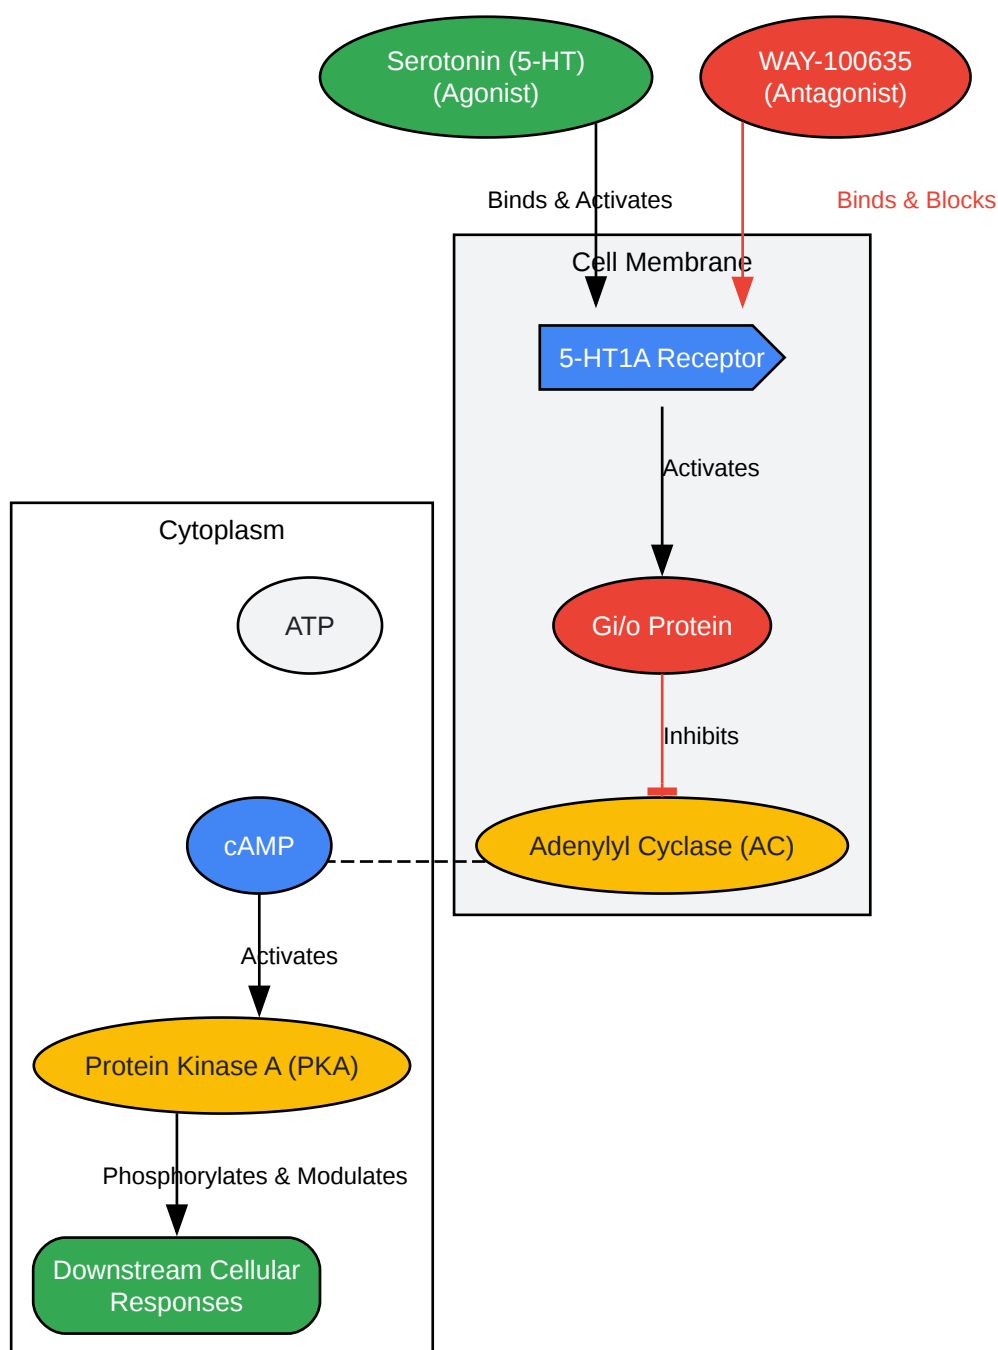 Serotonin (5-HT)
(Agonist)
WAY-100635
(Antagonist)
Binds & Activates
Binds & Blocks
Cell Membrane
5-HT1A Receptor
Activates
Cytoplasm
ATP
Gi/o Protein
Inhibits
cAMP
Adenylyl Cyclase (AC)
Activates
Protein Kinase A (PKA)
Phosphorylates & Modulates
Downstream Cellular
Responses